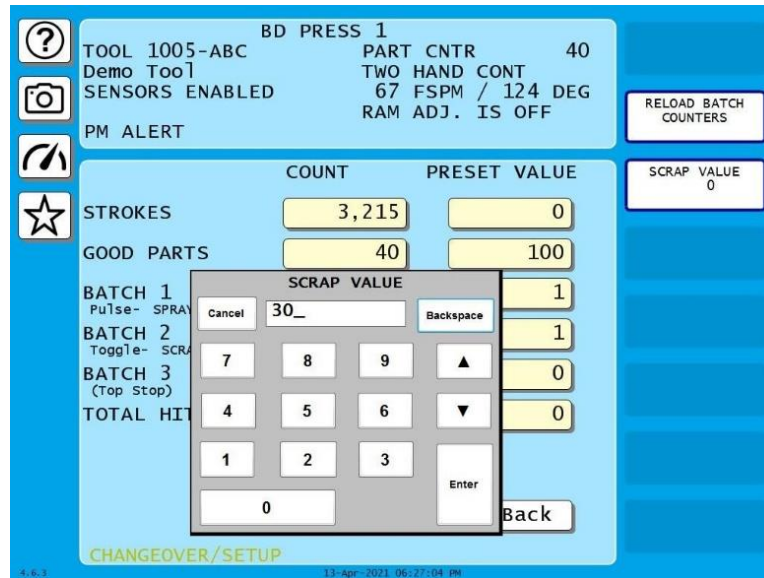 BD PRESS 1
TOOL 1005-ABC PART CNTR 40
Demo Tool TWO HAND CONT
SENSORS ENABLED 67 FSPM / 124 DEG
RAM ADJ. IS OFF
PM ALERT
RELOAD BATCH
COUNTERS
SCRAP VALUE
0
COUNT PRESET VALUE
STROKES 3,215 0
GOOD PARTS 40 100
BATCH 1 1
Pulse- SPRAY
BATCH 2 1
Toggle- SCRA
BATCH 3 0
(Top Stop)
TOTAL HIT 0
SCRAP VALUE
Cancel 30_ Backspace
7 8 9 ▲
4 5 6 ▼
1 2 3
Enter
0
Back
CHANGEOVER/SETUP
4.6.3 13-Apr-2021 06:27:04 PM